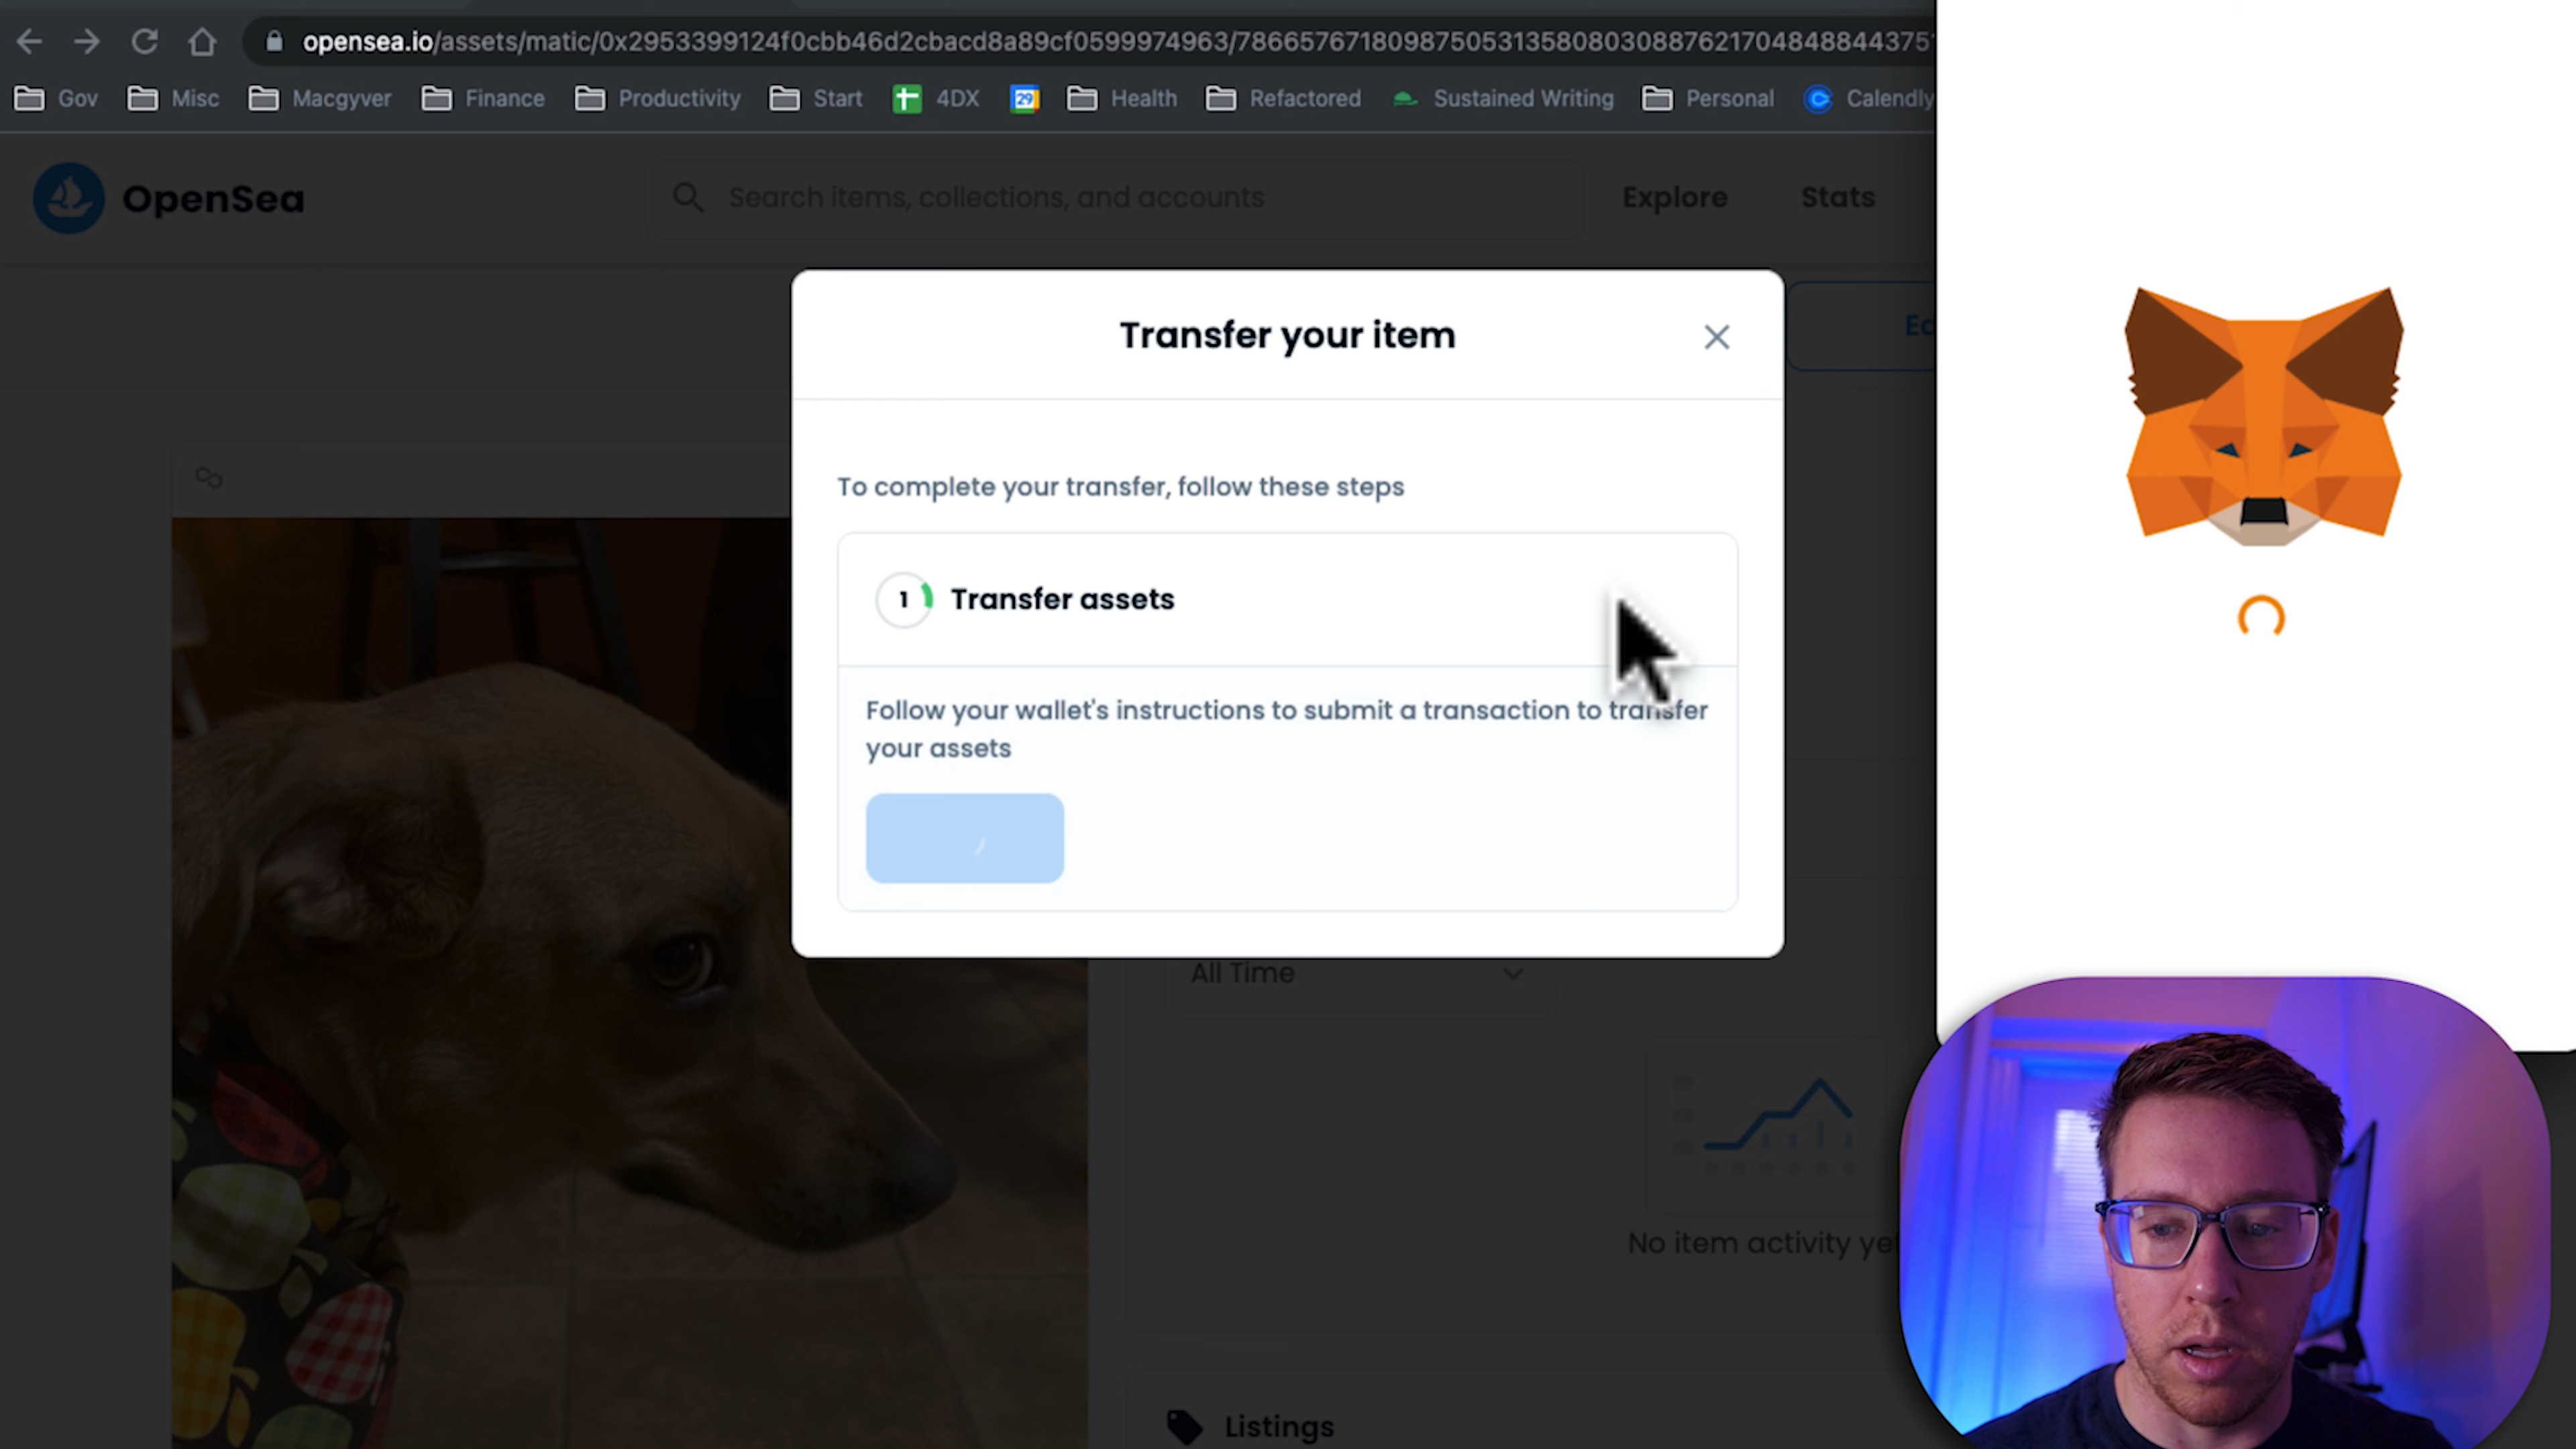 opensea.io/assets/matic/0x2953399124f0cbb46d2cbacd8a89cf0599974963/7866576718098750531358080308876217048488443751
Gov Misc Macgyver Finance Productivity Start 4DX 29 Health Refactored Sustained Writing Personal Calendly
OpenSea Search items, collections, and accounts Explore Stats
Transfer your item
To complete your transfer, follow these steps
1 Transfer assets
Follow your wallet's instructions to submit a transaction to transfer
your assets
All Time
No item activity yet
Listings